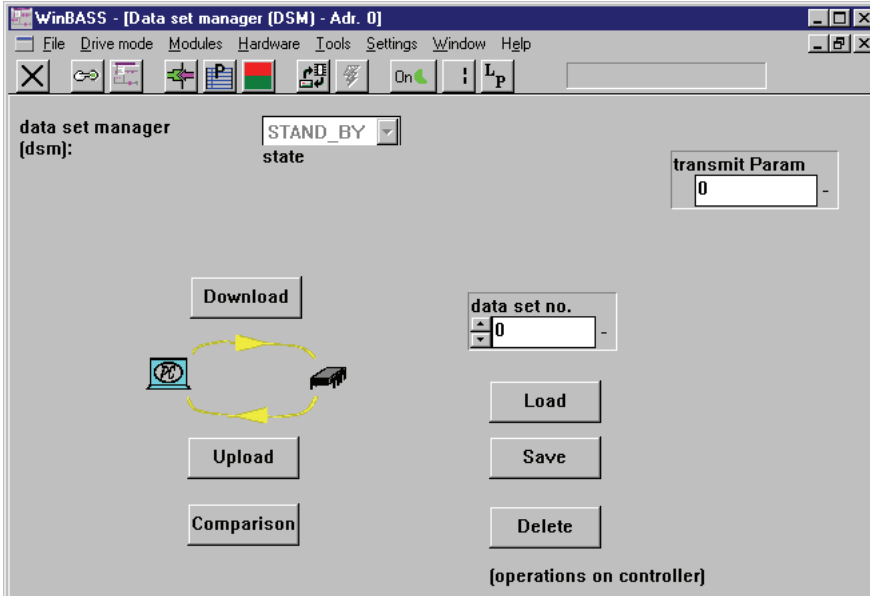 WinBASS - [Data set manager (DSM) - Adr. 0]
File Drive mode Modules Hardware Tools Settings Window Help
P On L P
data set manager
(dsm):
STAND_BY
state
transmit Param
0 -
Download
data set no.
0 -
PC
Load
Upload
Save
Comparison
Delete
(operations on controller)